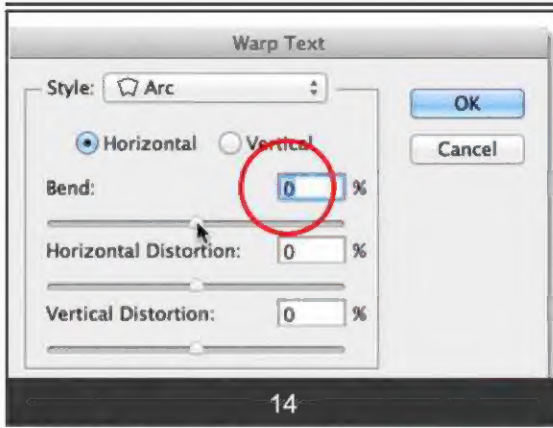 Warp Text
Style: Arc
OK
Horizontal Vertical
Cancel
Bend: 0 %
Horizontal Distortion: 0 %
Vertical Distortion: 0 %
14